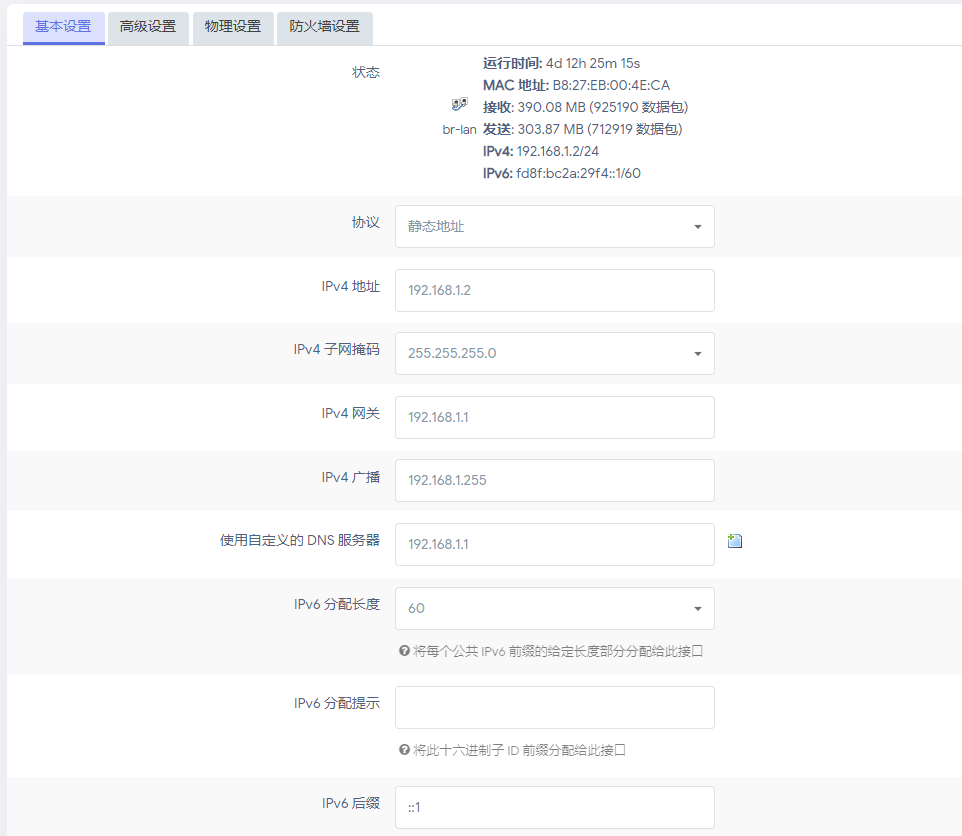 基本设置 高级设置 物理设置 防火墙设置
状态
运行时间: 4d 12h 25m 15s
MAC 地址: B8:27:EB:00:4E:CA
接收: 390.08 MB (925190 数据包)
br-lan 发送: 303.87 MB (712919 数据包)
IPv4: 192.168.1.2/24
IPv6: fd8f:bc2a:29f4::1/60
协议 静态地址
IPv4 地址 192.168.1.2
IPv4 子网掩码 255.255.255.0
IPv4 网关 192.168.1.1
IPv4 广播 192.168.1.255
使用自定义的 DNS 服务器 192.168.1.1
IPv6 分配长度 60
将每个公共 IPv6 前缀的给定长度部分分配给此接口
IPv6 分配提示
将此十六进制子 ID 前缀分配给此接口
IPv6 后缀 ::1